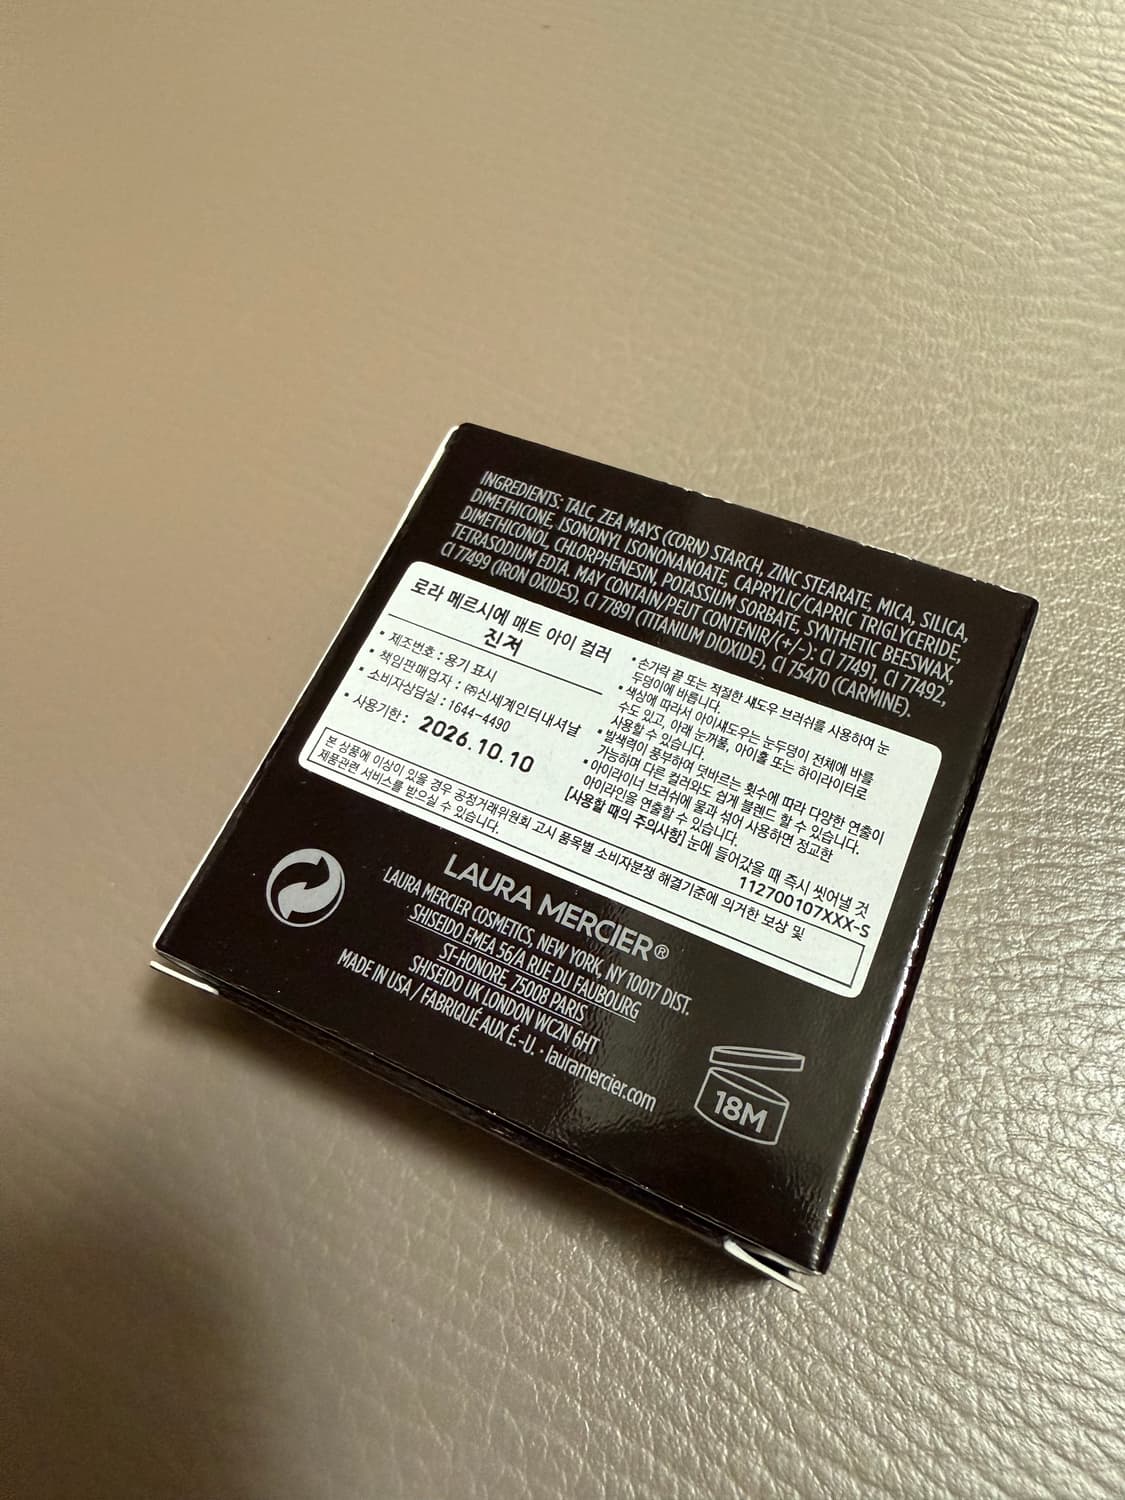 INGREDIENTS: TALC, ZEA MAYS (CORN) STARCH, ZINC STEARATE, MICA, SILICA,
DIMETHICONE, ISONONYL ISONONANOATE, CAPRYLIC/CAPRIC TRIGLYCERIDE,
DIMETHICONOL, CHLORPHENESIN, POTASSIUM SORBATE, SYNTHETIC BEESWAX,
TETRASODIUM EDTA. MAY CONTAIN/PEUT CONTENIR/(+/-): CI 77491, CI 77492,
CI 77499 (IRON OXIDES), CI 77891 (TITANIUM DIOXIDE), CI 75470 (CARMINE).
로라 메르시에 매트 아이 컬러
진저
• 제조번호 : 용기 표시
• 책임판매업자 : ㈜신세계인터내셔날
• 소비자상담실 : 1644-4490
• 사용기한 : 2026.10.10
• 손가락 끝 또는 적절한 섀도우 브러쉬를 사용하여 눈
두덩이에 바릅니다.
• 색상에 따라서 아이섀도우는 눈두덩이 전체에 바를
수도 있고, 아래 눈꺼풀, 아이홀 또는 하이라이터로
사용할 수 있습니다.
• 발색력이 풍부하여 덧바르는 횟수에 따라 다양한 연출이
가능하며 다른 컬러와도 쉽게 블렌드 할 수 있습니다.
• 아이라이너 브러쉬에 물과 섞어 사용하면 정교한
아이라인을 연출할 수 있습니다.
[사용할 때의 주의사항] 눈에 들어갔을 때 즉시 씻어낼 것
112700107XXX-S
본 상품에 이상이 있을 경우 공정거래위원회 고시 품목별 소비자분쟁 해결기준에 의거한 보상 및
제품관련 서비스를 받으실 수 있습니다.
LAURA MERCIER®
LAURA MERCIER COSMETICS, NEW YORK, NY 10017 DIST.
SHISEIDO EMEA 56/A RUE DU FAUBOURG
ST-HONORE, 75008 PARIS
SHISEIDO UK LONDON WC2N 6HT
MADE IN USA / FABRIQUÉ AUX É.-U. · lauramercier.com
18M